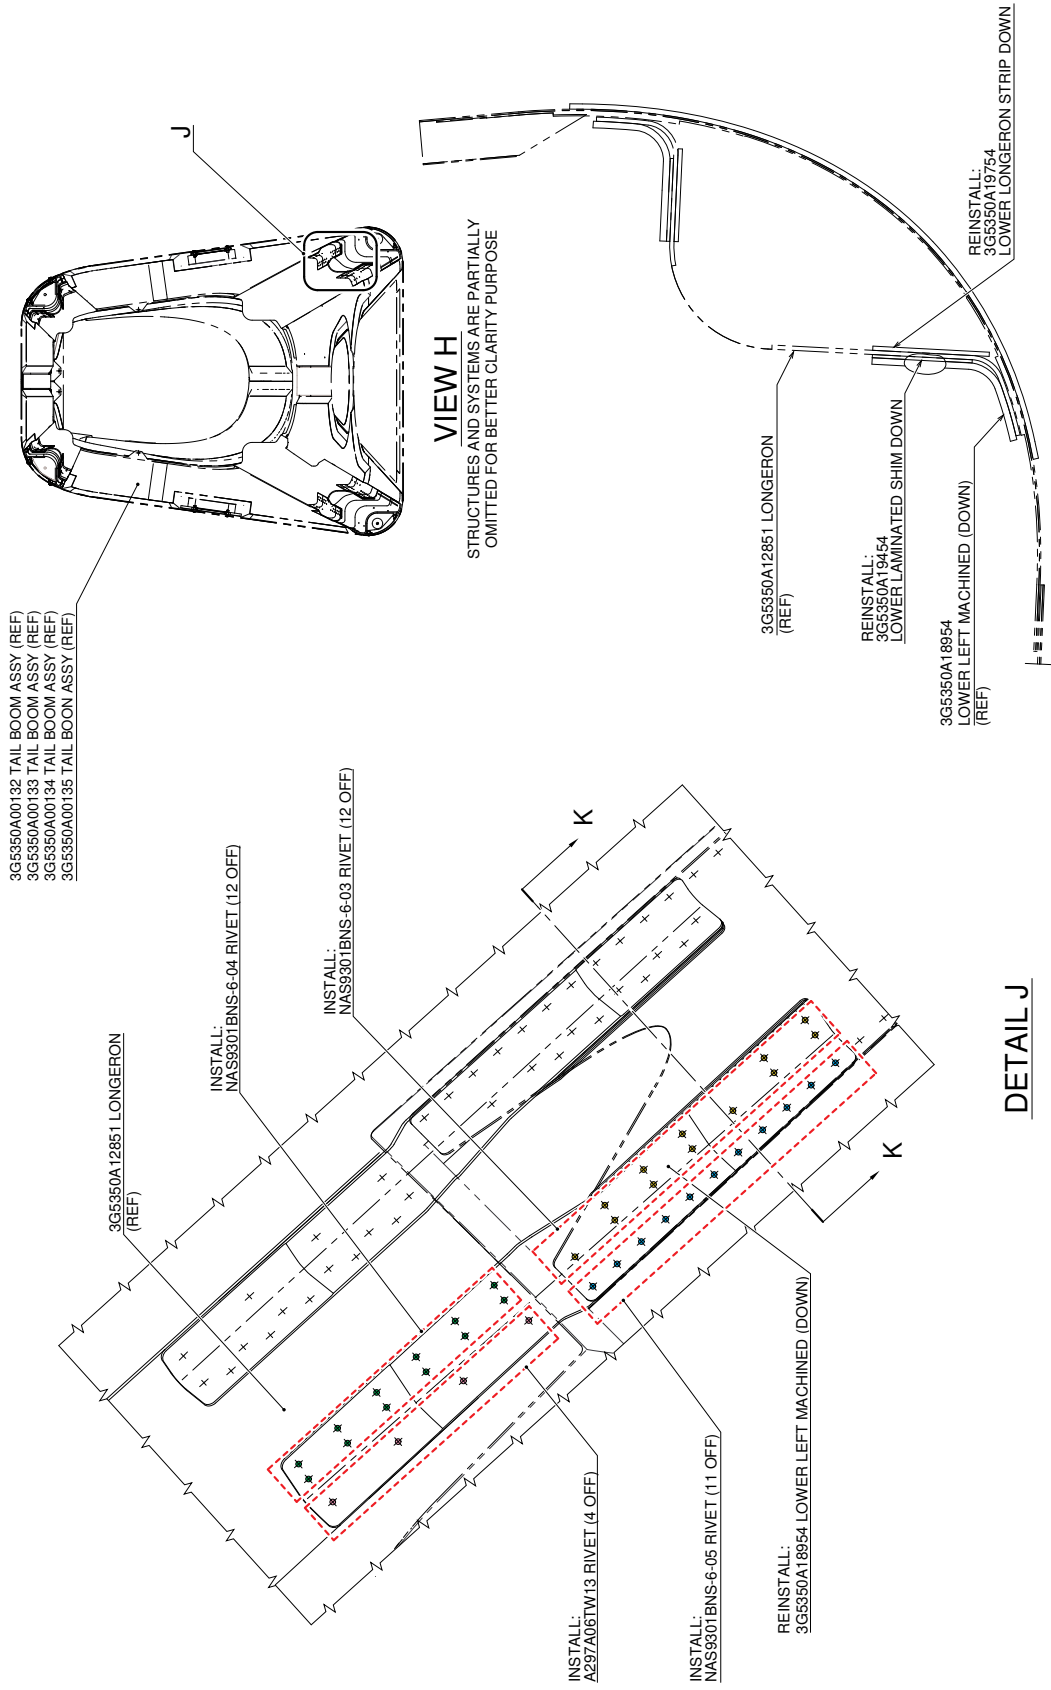 3G5350A00132 TAIL BOOM ASSY (REF)
3G5350A00133 TAIL BOOM ASSY (REF)
3G5350A00134 TAIL BOOM ASSY (REF)
3G5350A00135 TAIL BOON ASSY (REF)
J
VIEW H
STRUCTURES AND SYSTEMS ARE PARTIALLY
OMITTED FOR BETTER CLARITY PURPOSE
3G5350A12851 LONGERON
(REF)
INSTALL:
NAS9301BNS-6-04 RIVET (12 OFF)
INSTALL:
NAS9301BNS-6-03 RIVET (12 OFF)
K
K
INSTALL:
A297A06TW13 RIVET (4 OFF)
INSTALL:
NAS9301BNS-6-05 RIVET (11 OFF)
REINSTALL:
3G5350A18954 LOWER LEFT MACHINED (DOWN)
DETAIL J
3G5350A12851 LONGERON
(REF)
REINSTALL:
3G5350A19454
LOWER LAMINATED SHIM DOWN
3G5350A18954
LOWER LEFT MACHINED (DOWN)
(REF)
REINSTALL:
3G5350A19754
LOWER LONGERON STRIP DOWN